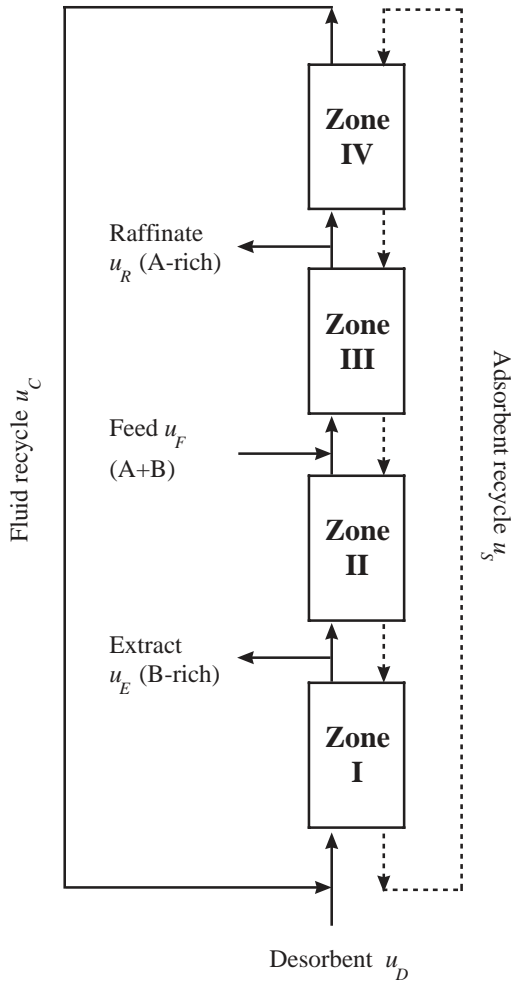 Zone
IV
Raffinate
u_R (A-rich)
Zone
III
Feed u_F
(A+B)
Zone
II
Extract
u_E (B-rich)
Zone
I
Desorbent u_D
Fluid recycle u_C
Adsorbent recycle u_S